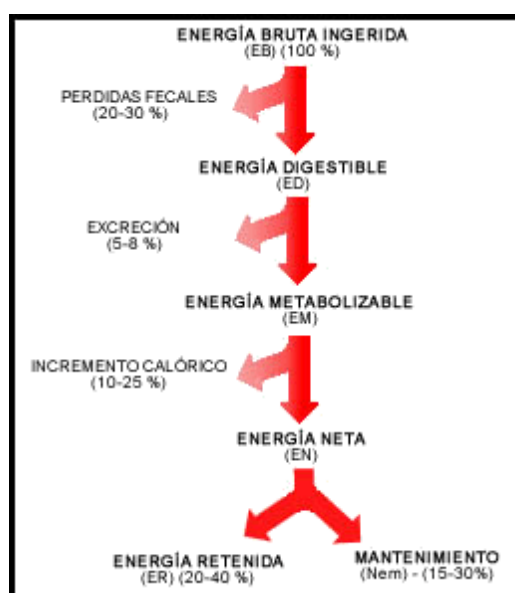 ENERGÍA BRUTA INGERIDA
(EB) (100 %)
PERDIDAS FECALES
(20-30 %)
ENERGÍA DIGESTIBLE
(ED)
EXCRECIÓN
(5-8 %)
ENERGÍA METABOLIZABLE
(EM)
INCREMENTO CALÓRICO
(10-25 %)
ENERGÍA NETA
(EN)
ENERGÍA RETENIDA
(ER) (20-40 %)
MANTENIMIENTO
(Nem) - (15-30%)